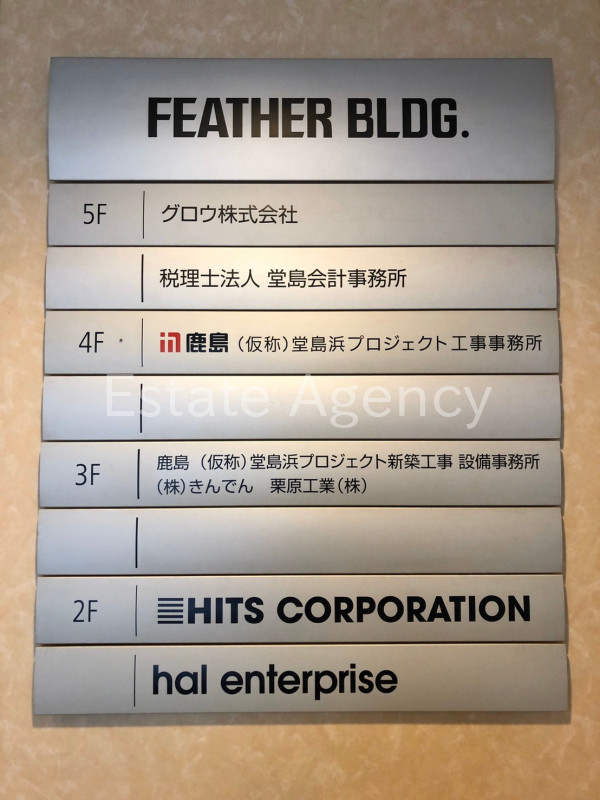 FEATHER BLDG.
5F グロウ株式会社
税理士法人 堂島会計事務所
4F 鹿島 (仮称)堂島浜プロジェクト工事事務所
Estate Agency
3F 鹿島 (仮称)堂島浜プロジェクト新築工事 設備事務所
(株)きんでん 栗原工業(株)
2F HITS CORPORATION
hal enterprise